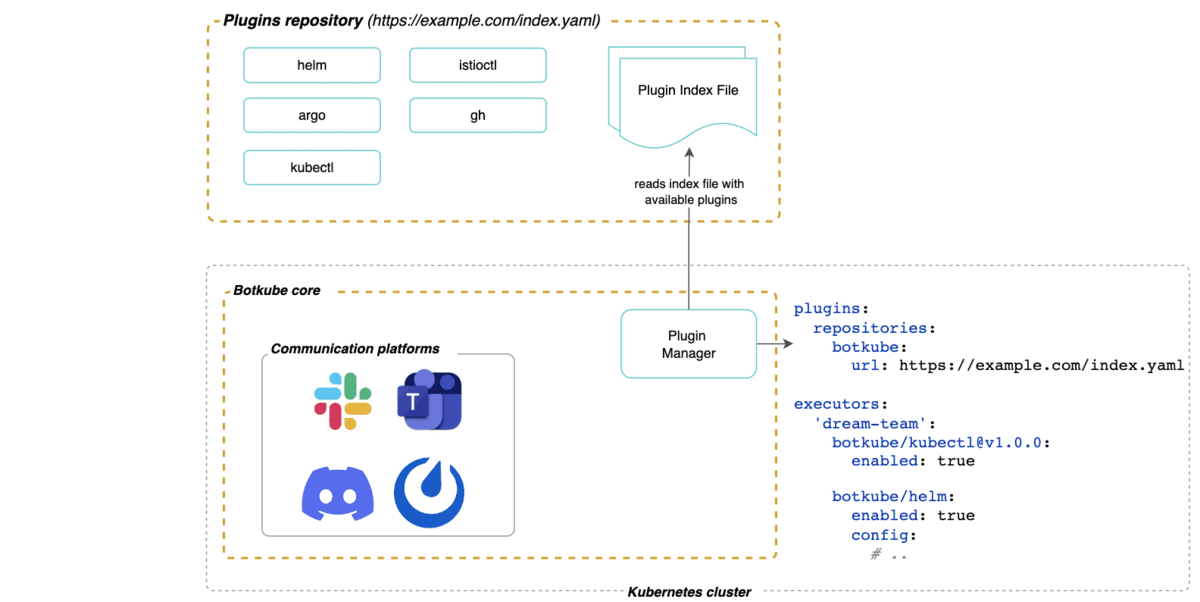 Plugins repository (https://example.com/index.yaml)
helm
istioctl
argo
gh
kubectl
Plugin Index File
reads index file with
available plugins
Botkube core
Communication platforms
T
Plugin
Manager
plugins:
  repositories:
    botkube:
      url: https://example.com/index.yaml
executors:
  'dream-team':
    botkube/kubectl@v1.0.0:
      enabled: true
    botkube/helm:
      enabled: true
      config:
        # ..
Kubernetes cluster